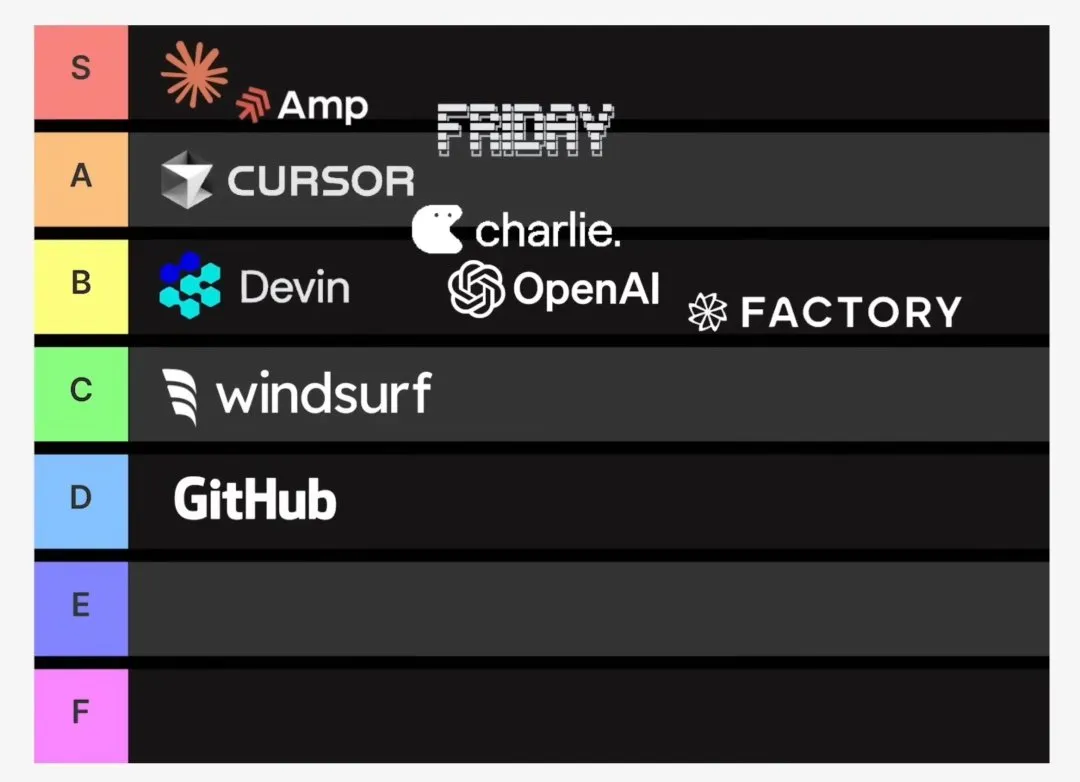 S
Amp
FRIDAY
A
CURSOR
charlie.
B
Devin
OpenAI
FACTORY
C
windsurf
D
GitHub
E
F